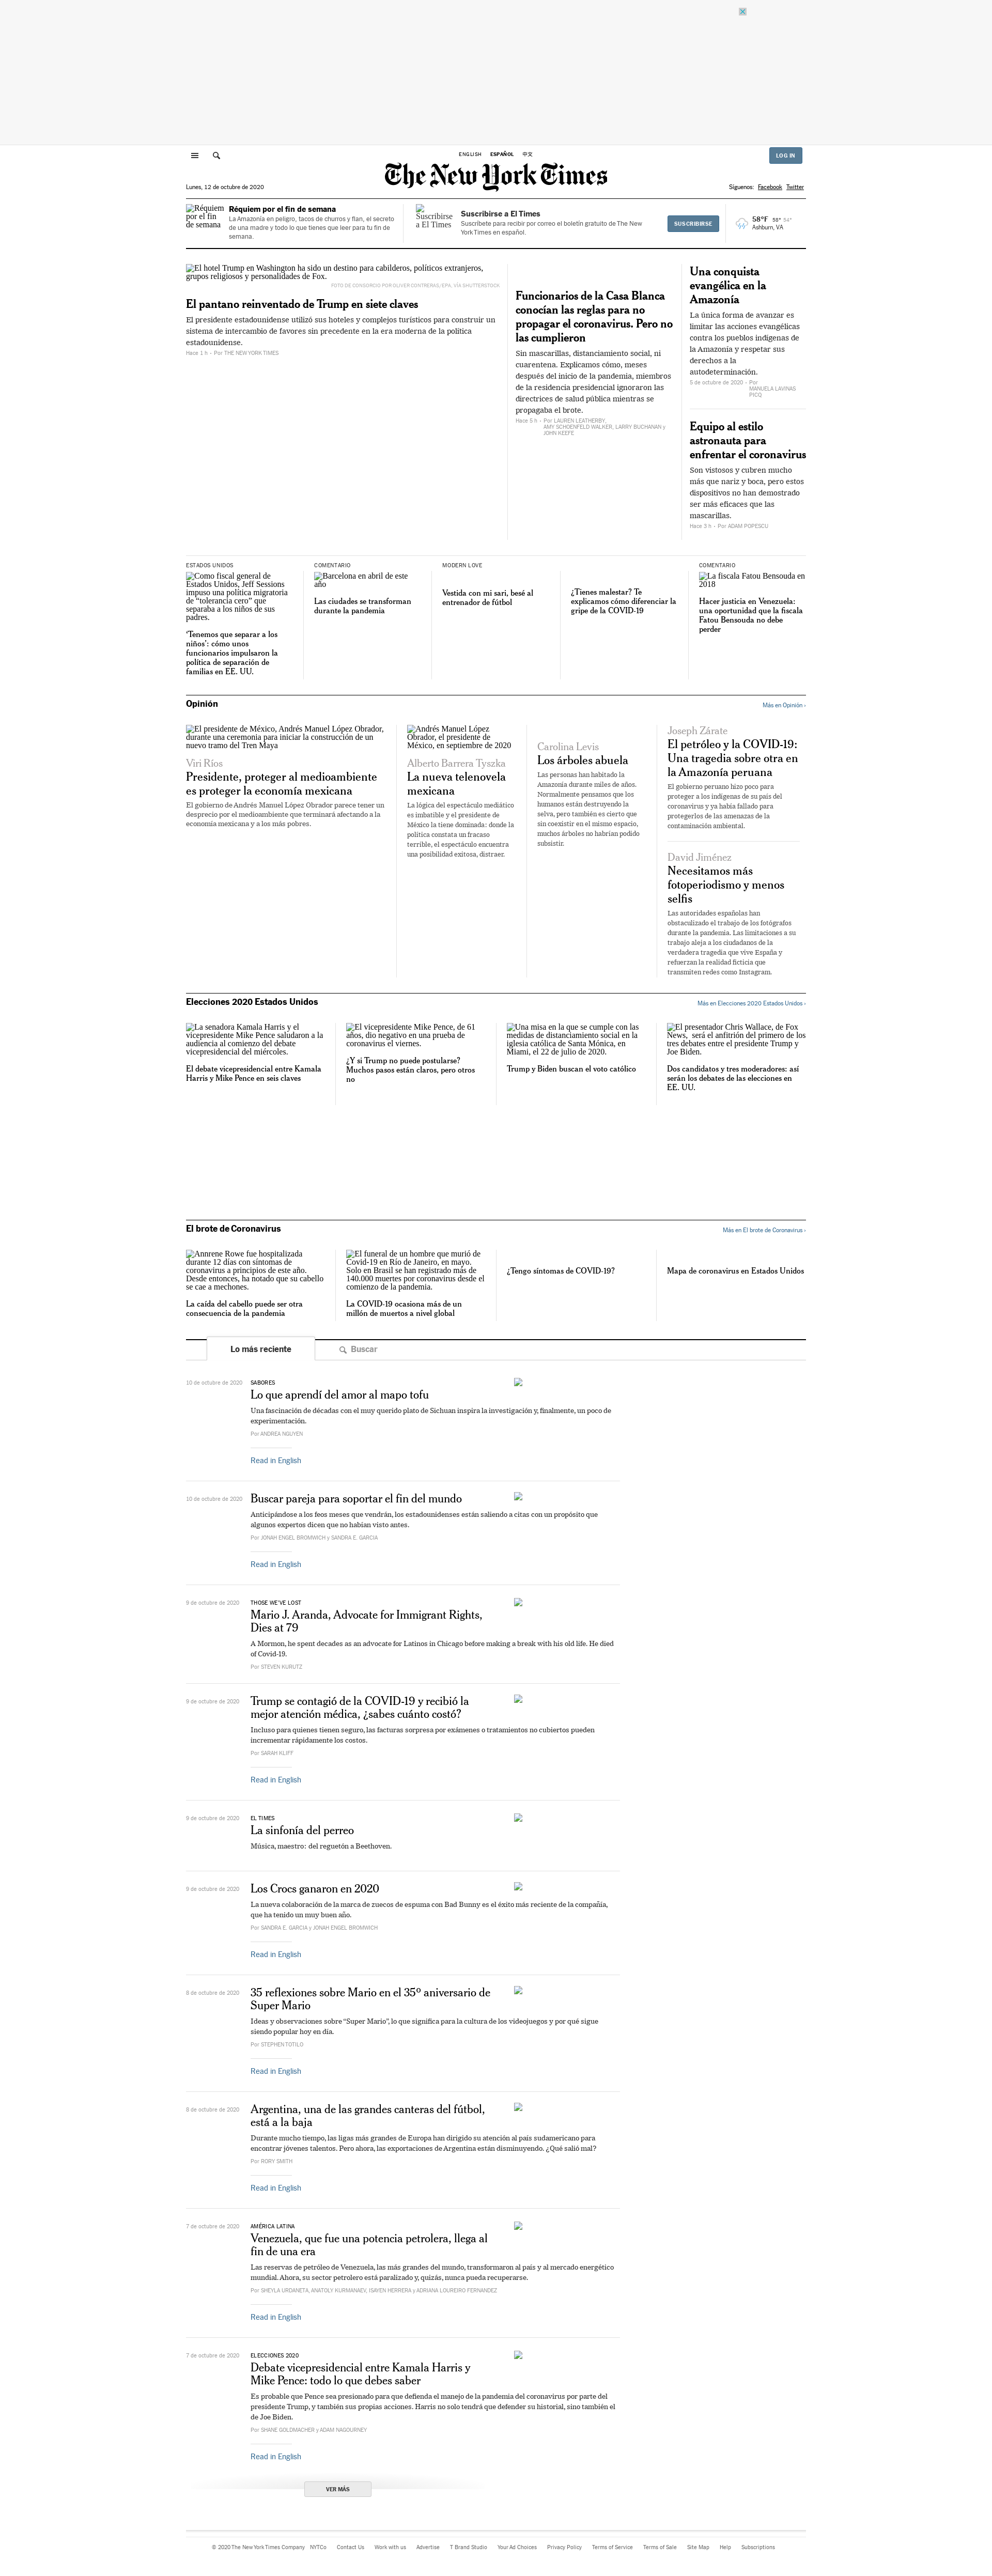 ENGLISH ESPAÑOL 中文
LOG IN
The New York Times
Lunes, 12 de octubre de 2020
Síguenos: Facebook Twitter
Réquiem por el fin de semana
Réquiem por el fin de semana
La Amazonía en peligro, tacos de churros y flan, el secreto
de una madre y todo lo que tienes que leer para tu fin de
semana.
Suscribirse a El Times
Suscribirse a El Times
Suscríbete para recibir por correo el boletín gratuito de The New
York Times en español.
SUSCRIBIRSE
58°F 58° 54°
Ashburn, VA
El hotel Trump en Washington ha sido un destino para cabilderos, políticos extranjeros,
grupos religiosos y personalidades de Fox.
FOTO DE CONSORCIO POR OLIVER CONTRERAS/EPA, VÍA SHUTTERSTOCK
El pantano reinventado de Trump en siete claves
El presidente estadounidense utilizó sus hoteles y complejos turísticos para construir un
sistema de intercambio de favores sin precedente en la era moderna de la política
estadounidense.
Hace 1 h - Por THE NEW YORK TIMES
Funcionarios de la Casa Blanca
conocían las reglas para no
propagar el coronavirus. Pero no
las cumplieron
Sin mascarillas, distanciamiento social, ni
cuarentena. Explicamos cómo, meses
después del inicio de la pandemia, miembros
de la residencia presidencial ignoraron las
directrices de salud pública mientras se
propagaba el brote.
Hace 5 h - Por LAUREN LEATHERBY,
AMY SCHOENFELD WALKER, LARRY BUCHANAN y
JOHN KEEFE
Una conquista
evangélica en la
Amazonía
La única forma de avanzar es
limitar las acciones evangélicas
contra los pueblos indígenas de
la Amazonía y respetar sus
derechos a la
autodeterminación.
5 de octubre de 2020 - Por
MANUELA LAVINAS
PICQ
Equipo al estilo
astronauta para
enfrentar el coronavirus
Son vistosos y cubren mucho
más que nariz y boca, pero estos
dispositivos no han demostrado
ser más eficaces que las
mascarillas.
Hace 3 h - Por ADAM POPESCU
ESTADOS UNIDOS
Como fiscal general de
Estados Unidos, Jeff Sessions
impuso una política migratoria
de "tolerancia cero" que
separaba a los niños de sus
padres.
'Tenemos que separar a los
niños': cómo unos
funcionarios impulsaron la
política de separación de
familias en EE. UU.
COMENTARIO
Barcelona en abril de este
año
Las ciudades se transforman
durante la pandemia
MODERN LOVE
Vestida con mi sari, besé al
entrenador de fútbol
¿Tienes malestar? Te
explicamos cómo diferenciar la
gripe de la COVID-19
COMENTARIO
La fiscala Fatou Bensouda en
2018
Hacer justicia en Venezuela:
una oportunidad que la fiscala
Fatou Bensouda no debe
perder
Opinión
Más en Opinión ›
El presidente de México, Andrés Manuel López Obrador,
durante una ceremonia para iniciar la construcción de un
nuevo tramo del Tren Maya
Viri Ríos
Presidente, proteger al medioambiente
es proteger la economía mexicana
El gobierno de Andrés Manuel López Obrador parece tener un
desprecio por el medioambiente que terminará afectando a la
economía mexicana y a los más pobres.
Andrés Manuel López
Obrador, el presidente de
México, en septiembre de 2020
Alberto Barrera Tyszka
La nueva telenovela
mexicana
La lógica del espectáculo mediático
es imbatible y el presidente de
México la tiene dominada: donde la
política constata un fracaso
terrible, el espectáculo encuentra
una posibilidad exitosa, distraer.
Carolina Levis
Los árboles abuela
Las personas han habitado la
Amazonía durante miles de años.
Normalmente pensamos que los
humanos están destruyendo la
selva, pero también es cierto que
sin coexistir en el mismo espacio,
muchos árboles no habrían podido
subsistir.
Joseph Zárate
El petróleo y la COVID-19:
Una tragedia sobre otra en
la Amazonía peruana
El gobierno peruano hizo poco para
proteger a los indígenas de su país del
coronavirus y ya había fallado para
protegerlos de las amenazas de la
contaminación ambiental.
David Jiménez
Necesitamos más
fotoperiodismo y menos
selfis
Las autoridades españolas han
obstaculizado el trabajo de los fotógrafos
durante la pandemia. Las limitaciones a su
trabajo aleja a los ciudadanos de la
verdadera tragedia que vive España y
refuerzan la realidad ficticia que
transmiten redes como Instagram.
Elecciones 2020 Estados Unidos
Más en Elecciones 2020 Estados Unidos ›
La senadora Kamala Harris y el
vicepresidente Mike Pence saludaron a la
audiencia al comienzo del debate
vicepresidencial del miércoles.
El debate vicepresidencial entre Kamala
Harris y Mike Pence en seis claves
El vicepresidente Mike Pence, de 61
años, dio negativo en una prueba de
coronavirus el viernes.
¿Y si Trump no puede postularse?
Muchos pasos están claros, pero otros
no
Una misa en la que se cumple con las
medidas de distanciamiento social en la
iglesia católica de Santa Mónica, en
Miami, el 22 de julio de 2020.
Trump y Biden buscan el voto católico
El presentador Chris Wallace, de Fox
News, será el anfitrión del primero de los
tres debates entre el presidente Trump y
Joe Biden.
Dos candidatos y tres moderadores: así
serán los debates de las elecciones en
EE. UU.
El brote de Coronavirus
Más en El brote de Coronavirus ›
Annrene Rowe fue hospitalizada
durante 12 días con síntomas de
coronavirus a principios de este año.
Desde entonces, ha notado que su cabello
se cae a mechones.
La caída del cabello puede ser otra
consecuencia de la pandemia
El funeral de un hombre que murió de
Covid-19 en Río de Janeiro, en mayo.
Solo en Brasil se han registrado más de
140.000 muertes por coronavirus desde el
comienzo de la pandemia.
La COVID-19 ocasiona más de un
millón de muertos a nivel global
¿Tengo síntomas de COVID-19?
Mapa de coronavirus en Estados Unidos
Lo más reciente
Buscar
10 de octubre de 2020
SABORES
Lo que aprendí del amor al mapo tofu
Una fascinación de décadas con el muy querido plato de Sichuan inspira la investigación y, finalmente, un poco de
experimentación.
Por ANDREA NGUYEN
Read in English
10 de octubre de 2020
Buscar pareja para soportar el fin del mundo
Anticipándose a los feos meses que vendrán, los estadounidenses están saliendo a citas con un propósito que
algunos expertos dicen que no habían visto antes.
Por JONAH ENGEL BROMWICH y SANDRA E. GARCIA
Read in English
9 de octubre de 2020
THOSE WE'VE LOST
Mario J. Aranda, Advocate for Immigrant Rights,
Dies at 79
A Mormon, he spent decades as an advocate for Latinos in Chicago before making a break with his old life. He died
of Covid-19.
Por STEVEN KURUTZ
9 de octubre de 2020
Trump se contagió de la COVID-19 y recibió la
mejor atención médica, ¿sabes cuánto costó?
Incluso para quienes tienen seguro, las facturas sorpresa por exámenes o tratamientos no cubiertos pueden
incrementar rápidamente los costos.
Por SARAH KLIFF
Read in English
9 de octubre de 2020
EL TIMES
La sinfonía del perreo
Música, maestro: del reguetón a Beethoven.
9 de octubre de 2020
Los Crocs ganaron en 2020
La nueva colaboración de la marca de zuecos de espuma con Bad Bunny es el éxito más reciente de la compañía,
que ha tenido un muy buen año.
Por SANDRA E. GARCIA y JONAH ENGEL BROMWICH
Read in English
8 de octubre de 2020
35 reflexiones sobre Mario en el 35º aniversario de
Super Mario
Ideas y observaciones sobre "Super Mario", lo que significa para la cultura de los videojuegos y por qué sigue
siendo popular hoy en día.
Por STEPHEN TOTILO
Read in English
8 de octubre de 2020
Argentina, una de las grandes canteras del fútbol,
está a la baja
Durante mucho tiempo, las ligas más grandes de Europa han dirigido su atención al país sudamericano para
encontrar jóvenes talentos. Pero ahora, las exportaciones de Argentina están disminuyendo. ¿Qué salió mal?
Por RORY SMITH
Read in English
7 de octubre de 2020
AMÉRICA LATINA
Venezuela, que fue una potencia petrolera, llega al
fin de una era
Las reservas de petróleo de Venezuela, las más grandes del mundo, transformaron al país y al mercado energético
mundial. Ahora, su sector petrolero está paralizado y, quizás, nunca pueda recuperarse.
Por SHEYLA URDANETA, ANATOLY KURMANAEV, ISAYEN HERRERA y ADRIANA LOUREIRO FERNANDEZ
Read in English
7 de octubre de 2020
ELECCIONES 2020
Debate vicepresidencial entre Kamala Harris y
Mike Pence: todo lo que debes saber
Es probable que Pence sea presionado para que defienda el manejo de la pandemia del coronavirus por parte del
presidente Trump, y también sus propias acciones. Harris no solo tendrá que defender su historial, sino también el
de Joe Biden.
Por SHANE GOLDMACHER y ADAM NAGOURNEY
Read in English
VER MÁS
© 2020 The New York Times Company NYTCo Contact Us Work with us Advertise T Brand Studio Your Ad Choices Privacy Policy Terms of Service Terms of Sale Site Map Help Subscriptions